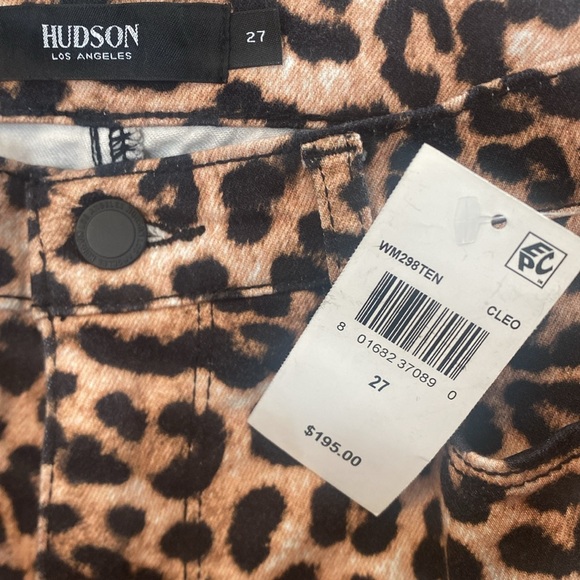 HUDSON
LOS ANGELES
27
EPC
WM298TEN
CLEO
8 01682 37089 0
27
$195.00